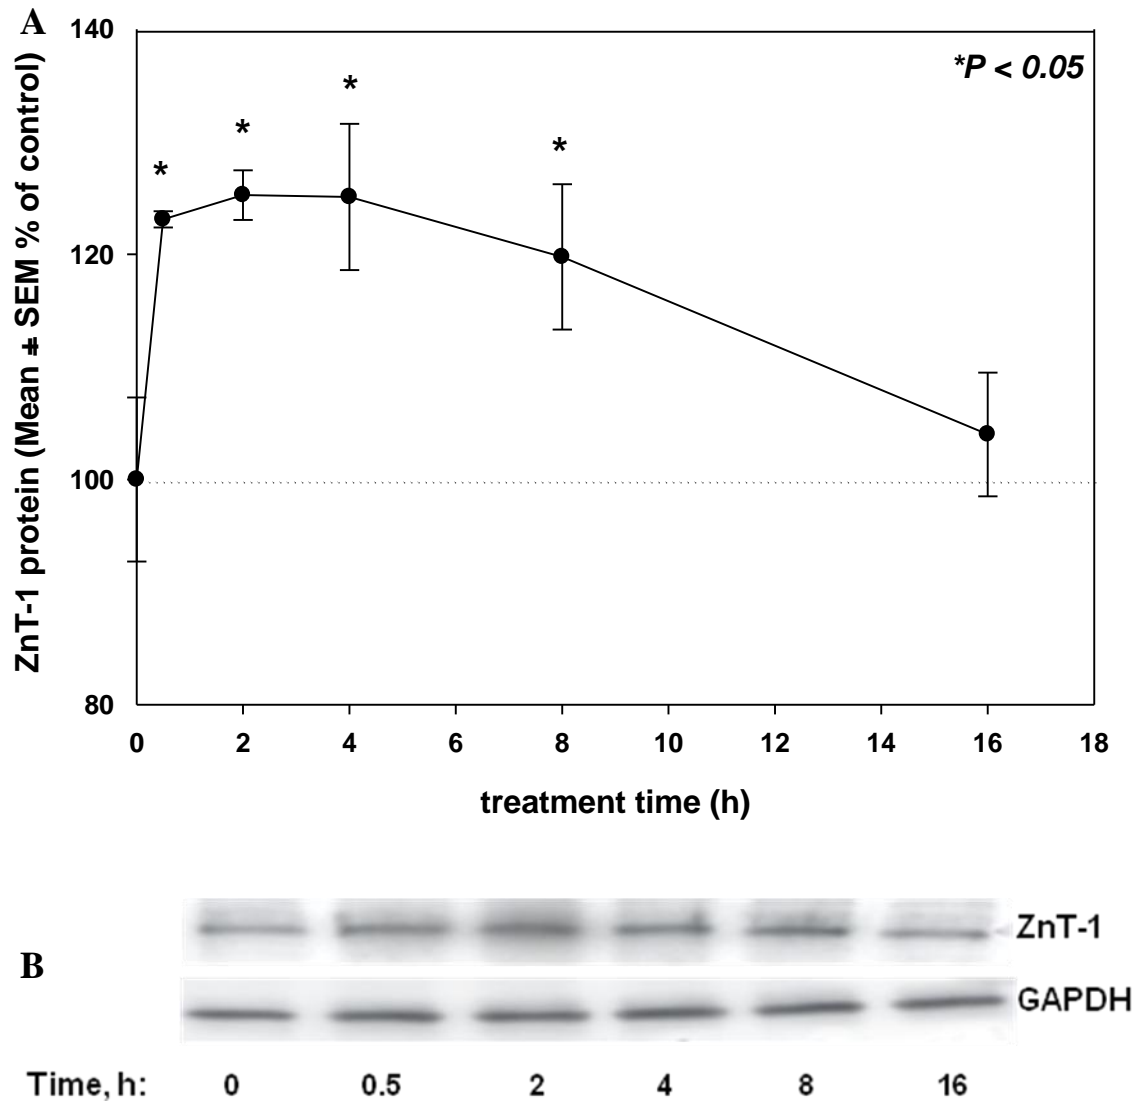 A
140
*P < 0.05
*
*
*
*
120
100
80
0 2 4 6 8 10 12 14 16 18
ZnT-1 protein (Mean ± SEM % of control)
treatment time (h)
ZnT-1
B
GAPDH
Time, h: 0 0.5 2 4 8 16